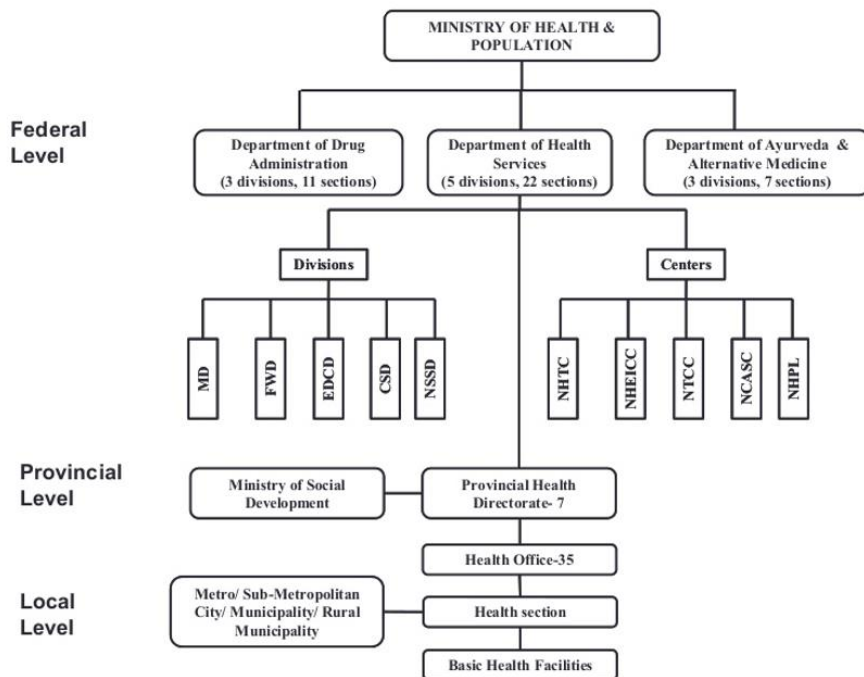 MINISTRY OF HEALTH &
POPULATION
Federal
Level
Department of Drug
Administration
(3 divisions, 11 sections)
Department of Health
Services
(5 divisions, 22 sections)
Department of Ayurveda &
Alternative Medicine
(3 divisions, 7 sections)
Divisions
Centers
MD
FWD
EDCD
CSD
NSSD
NHTC
NHEICC
NTCC
NCASC
NHPL
Provincial
Level
Ministry of Social
Development
Provincial Health
Directorate- 7
Health Office-35
Local
Level
Metro/ Sub-Metropolitan
City/ Municipality/ Rural
Municipality
Health section
Basic Health Facilities